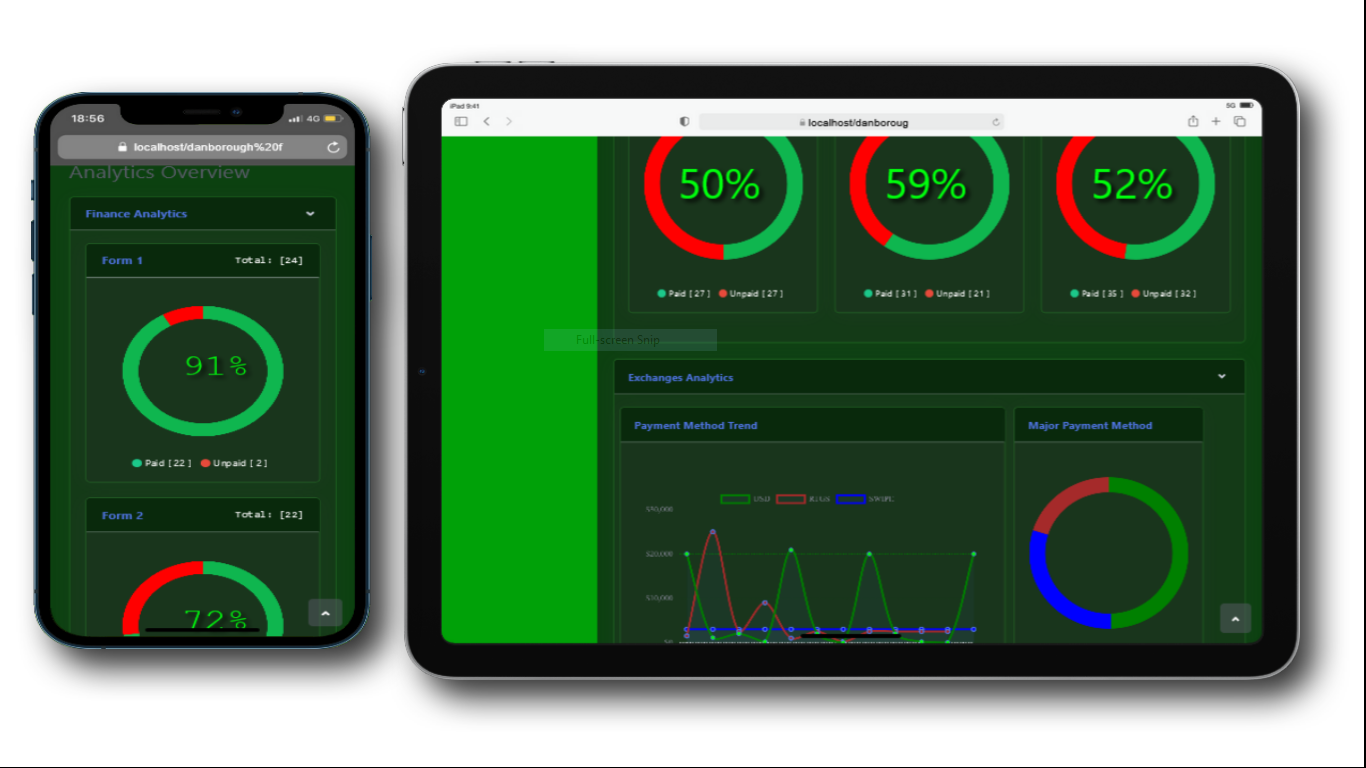 18:56
4G
localhost/danborough%20f
Analytics Overview
Finance Analytics
Form 1 Total: [24]
91%
Paid [ 22 ] Unpaid [ 2 ]
Form 2 Total: [22]
72%
iPad 9:41
5G
localhost/danboroug
50% 59% 52%
Paid [ 27 ] Unpaid [ 27 ]
Paid [ 31 ] Unpaid [ 21 ]
Paid [ 35 ] Unpaid [ 32 ]
Full-screen Snip
Exchanges Analytics
Payment Method Trend
Major Payment Method
USD RTGS SWIPE
$30,000
$20,000
$10,000
$0